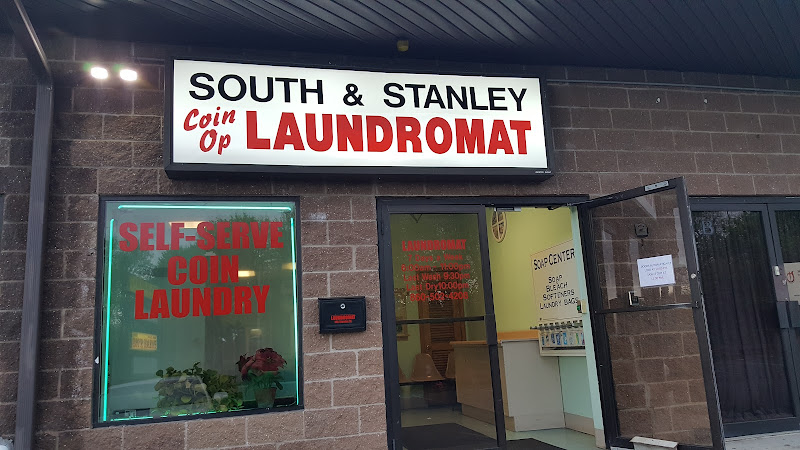 SOUTH & STANLEY
Coin
Op
LAUNDROMAT
SELF-SERVE
COIN
LAUNDRY
LAUNDROMAT
SOAP CENTER
SOAP
BLEACH
SOFTENERS
LAUNDRY BAGS